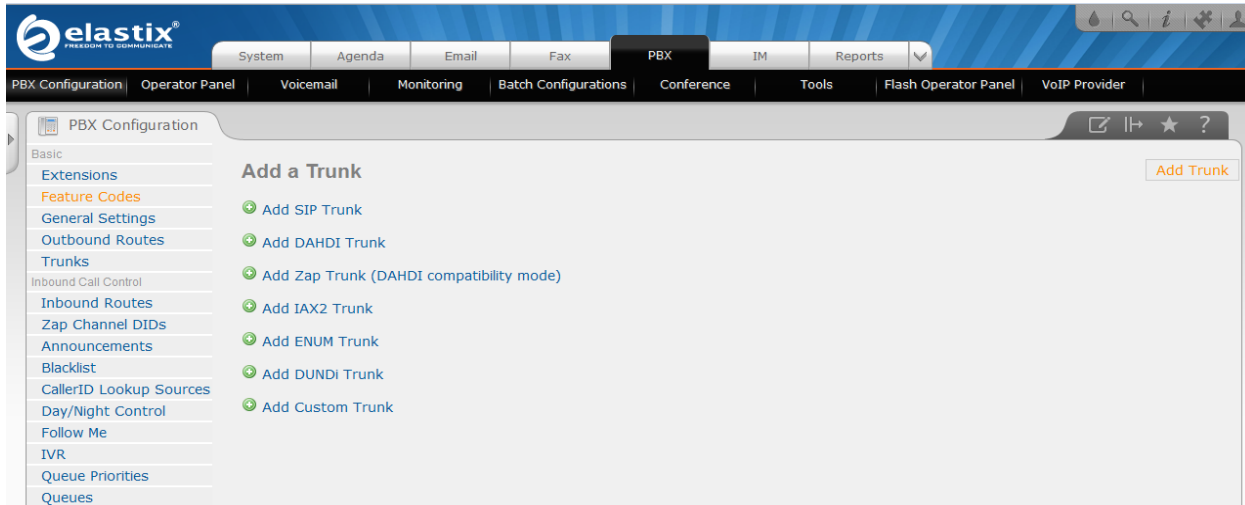 elastix®
FREEDOM TO COMMUNICATE
System Agenda Email Fax PBX IM Reports
PBX Configuration Operator Panel Voicemail Monitoring Batch Configurations Conference Tools Flash Operator Panel VoIP Provider
PBX Configuration
Basic
Extensions
Feature Codes
General Settings
Outbound Routes
Trunks
Inbound Call Control
Inbound Routes
Zap Channel DIDs
Announcements
Blacklist
CallerID Lookup Sources
Day/Night Control
Follow Me
IVR
Queue Priorities
Queues
Add a Trunk
Add Trunk
Add SIP Trunk
Add DAHDI Trunk
Add Zap Trunk (DAHDI compatibility mode)
Add IAX2 Trunk
Add ENUM Trunk
Add DUNDi Trunk
Add Custom Trunk